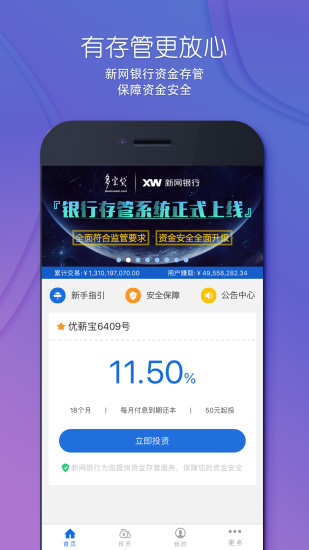 有存管更放心
新网银行资金存管
保障资金安全
多宝贷 XW 新网银行
『银行存管系统正式上线』
全面符合监管要求 资金安全全面升级
累计交易: ¥ 1,310,197,070.00 用户赚取: ¥ 49,558,282.34
新手指引 安全保障 公告中心
优薪宝6409号
11.50%
18个月 每月付息到期还本 50元起投
立即投资
新网银行为您提供资金存管服务,保障您的资金安全
首页 投资 我的 更多